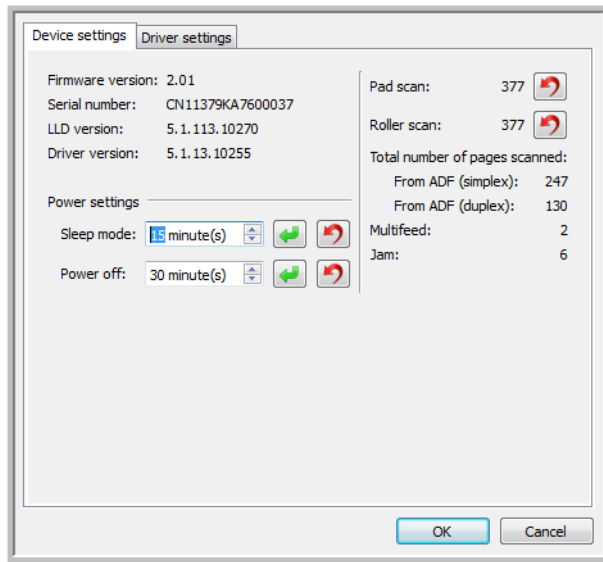 Device settings
Driver settings
Firmware version: 2.01
Serial number: CN11379KA7600037
LLD version: 5.1.113.10270
Driver version: 5.1.13.10255
Power settings
Sleep mode: 15 minute(s)
Power off: 30 minute(s)
Pad scan: 377
Roller scan: 377
Total number of pages scanned:
From ADF (simplex): 247
From ADF (duplex): 130
Multifeed: 2
Jam: 6
OK
Cancel